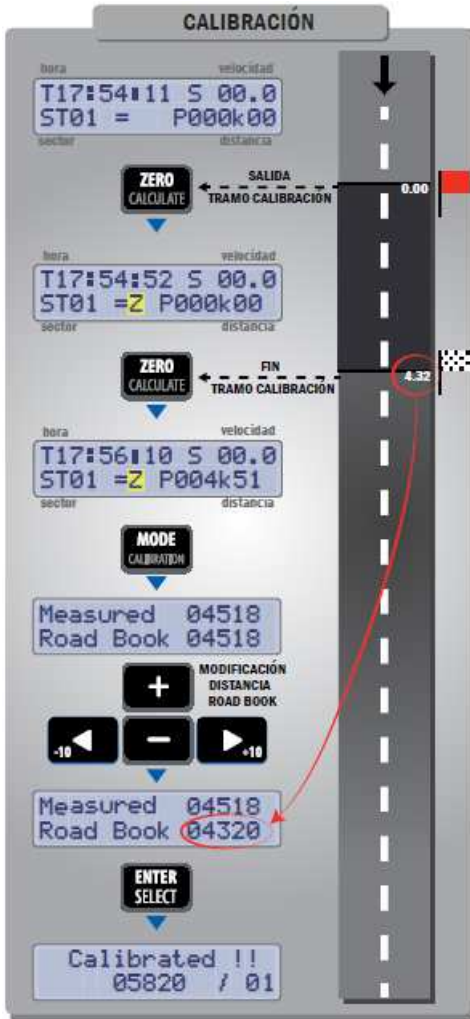 CALIBRACIÓN
hora velocidad
T17:54:11 S 00.0
ST01 = P000k00
sector distancia
ZERO
CALCULATE
SALIDA
TRAMO CALIBRACIÓN
0.00
hora velocidad
T17:54:52 S 00.0
ST01 =Z P000k00
sector distancia
ZERO
CALCULATE
FIN
TRAMO CALIBRACIÓN
4.32
hora velocidad
T17:56:10 S 00.0
ST01 =Z P004k51
sector distancia
MODE
CALIBRATION
Measured 04518
Road Book 04518
+
MODIFICACIÓN
DISTANCIA
ROAD BOOK
-10 − +10
Measured 04518
Road Book 04320
ENTER
SELECT
Calibrated !!
05820 / 01